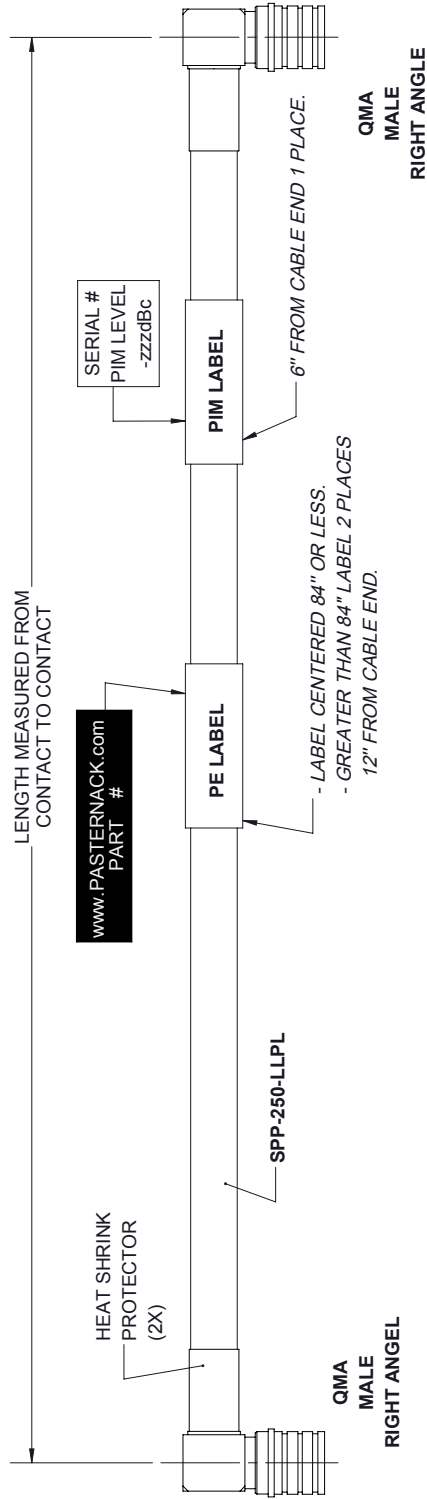 LENGTH MEASURED FROM
CONTACT TO CONTACT
HEAT SHRINK
PROTECTOR
(2X)
www.PASTERNACK.com
PART #
SERIAL #
PIM LEVEL
-zzzdBc
PE LABEL
PIM LABEL
SPP-250-LLPL
- LABEL CENTERED 84" OR LESS.
- GREATER THAN 84" LABEL 2 PLACES
12" FROM CABLE END.
6" FROM CABLE END 1 PLACE.
QMA
MALE
RIGHT ANGEL
QMA
MALE
RIGHT ANGLE